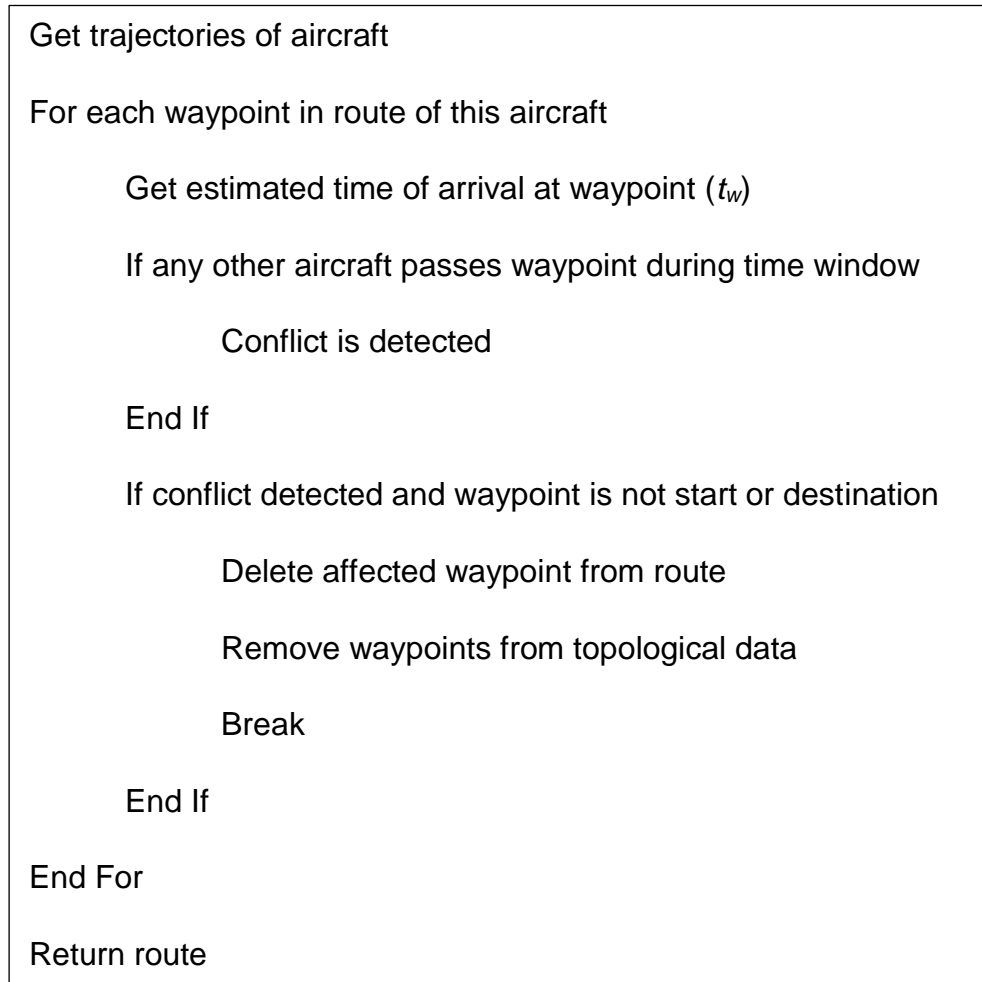 Get trajectories of aircraft
For each waypoint in route of this aircraft
Get estimated time of arrival at waypoint (tw)
If any other aircraft passes waypoint during time window
Conflict is detected
End If
If conflict detected and waypoint is not start or destination
Delete affected waypoint from route
Remove waypoints from topological data
Break
End If
End For
Return route